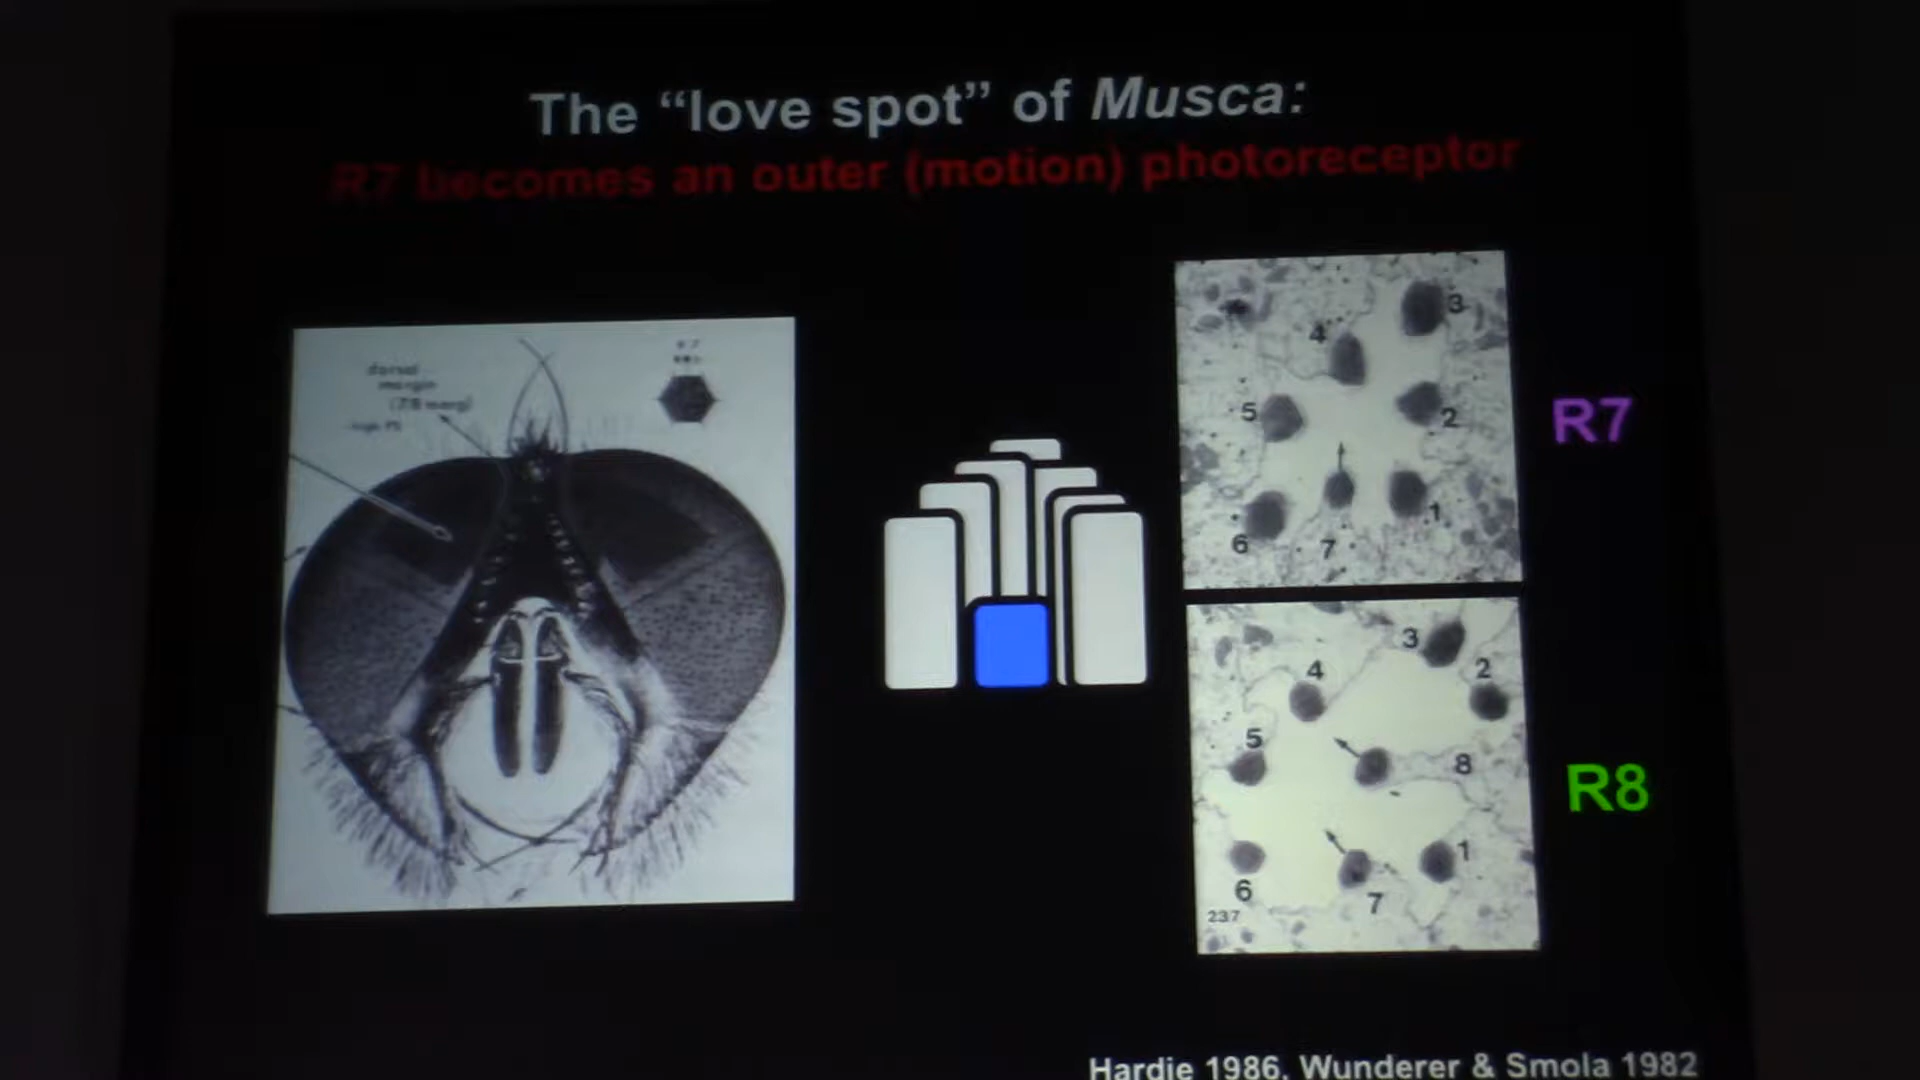 The “love spot” of Musca:
R7 becomes an outer (motion) photoreceptor
dorsal
margin
4
3
5
2
6
7
1
R7
3
4
2
5
8
6
7
1
237
R8
Hardie 1986, Wunderer & Smola 1982